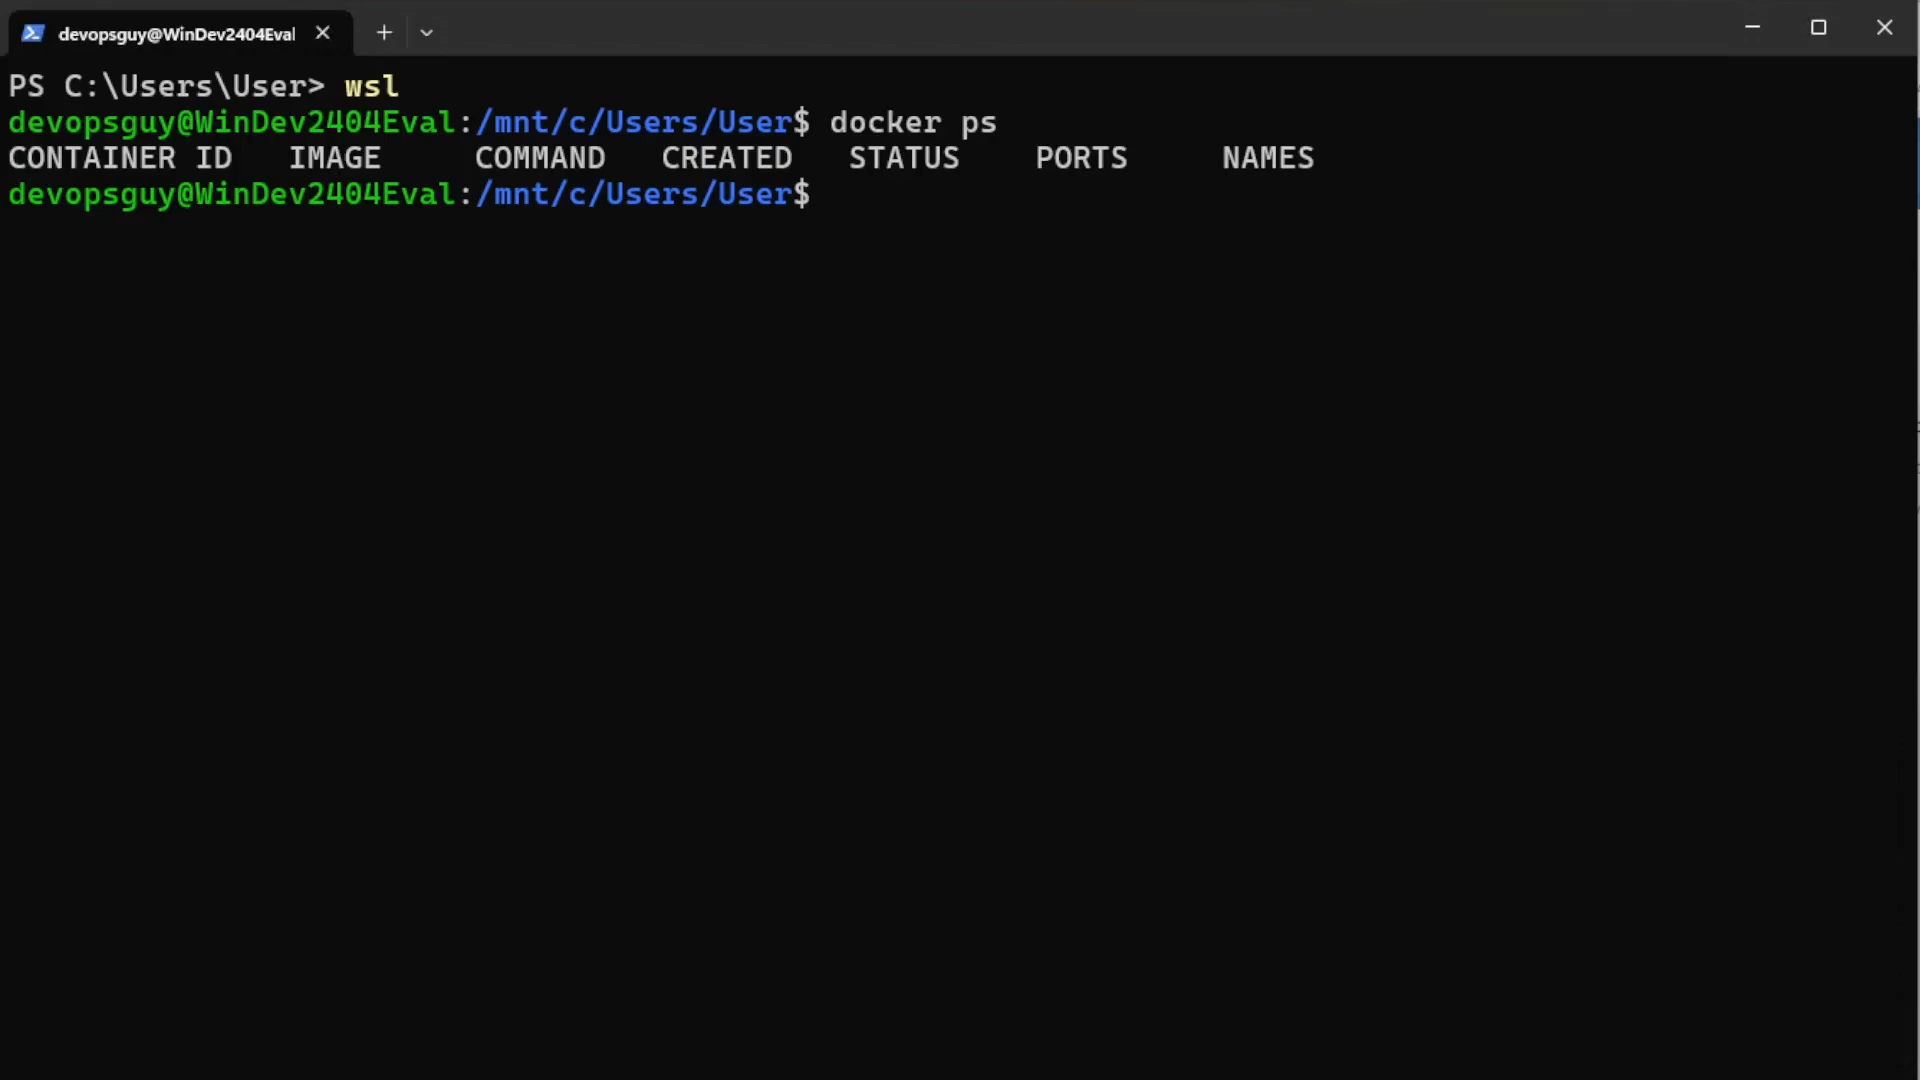 devopsguy@WinDev2404Eval
PS C:\Users\User> wsl
devopsguy@WinDev2404Eval:/mnt/c/Users/User$ docker ps
CONTAINER ID   IMAGE     COMMAND   CREATED   STATUS    PORTS     NAMES
devopsguy@WinDev2404Eval:/mnt/c/Users/User$